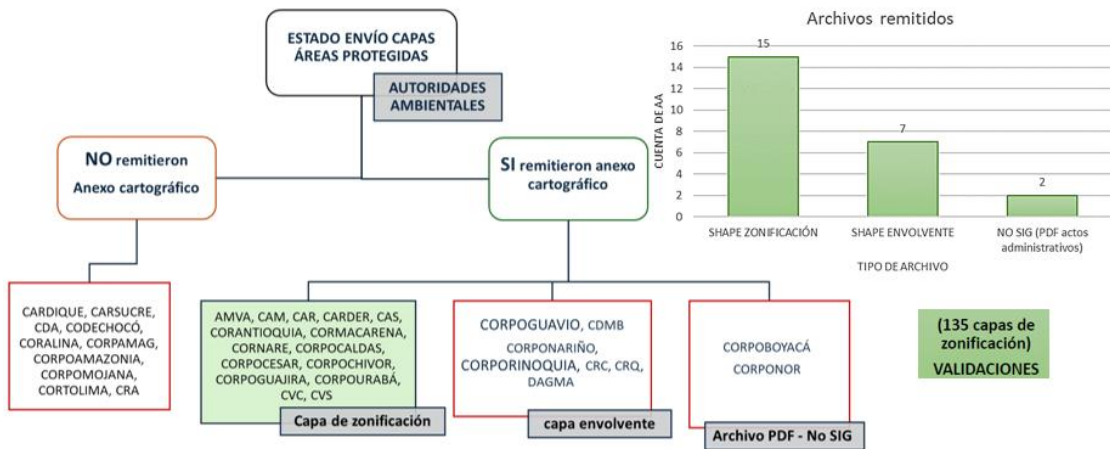 ESTADO ENVÍO CAPAS
ÁREAS PROTEGIDAS
AUTORIDADES
AMBIENTALES
NO remitieron
Anexo cartográfico
SI remitieron anexo
cartográfico
CARDIQUE, CARSUCRE,
CDA, CODECHOCÓ,
CORALINA, CORPAMAG,
CORPOAMAZONIA,
CORPOMOJANA,
CORTOLIMA, CRA
AMVA, CAM, CAR, CARDER, CAS,
CORANTIOQUIA, CORMACARENA,
CORNARE, CORPOCALDAS,
CORPOCESAR, CORPOCHIVOR,
CORPOGUAJIRA, CORPOURABÁ,
CVC, CVS
Capa de zonificación
CORPOGUAVIO, CDMB
CORPONARIÑO,
CORPORINOQUIA, CRC, CRQ,
DAGMA
capa envolvente
CORPOBOYACÁ
CORPONOR
Archivo PDF - No SIG
Archivos remitidos
CUENTA DE AA
16
14
12
10
8
6
4
2
0
15
7
2
SHAPE ZONIFICACIÓN
SHAPE ENVOLVENTE
NO SIG (PDF actos
administrativos)
TIPO DE ARCHIVO
(135 capas de
zonificación)
VALIDACIONES